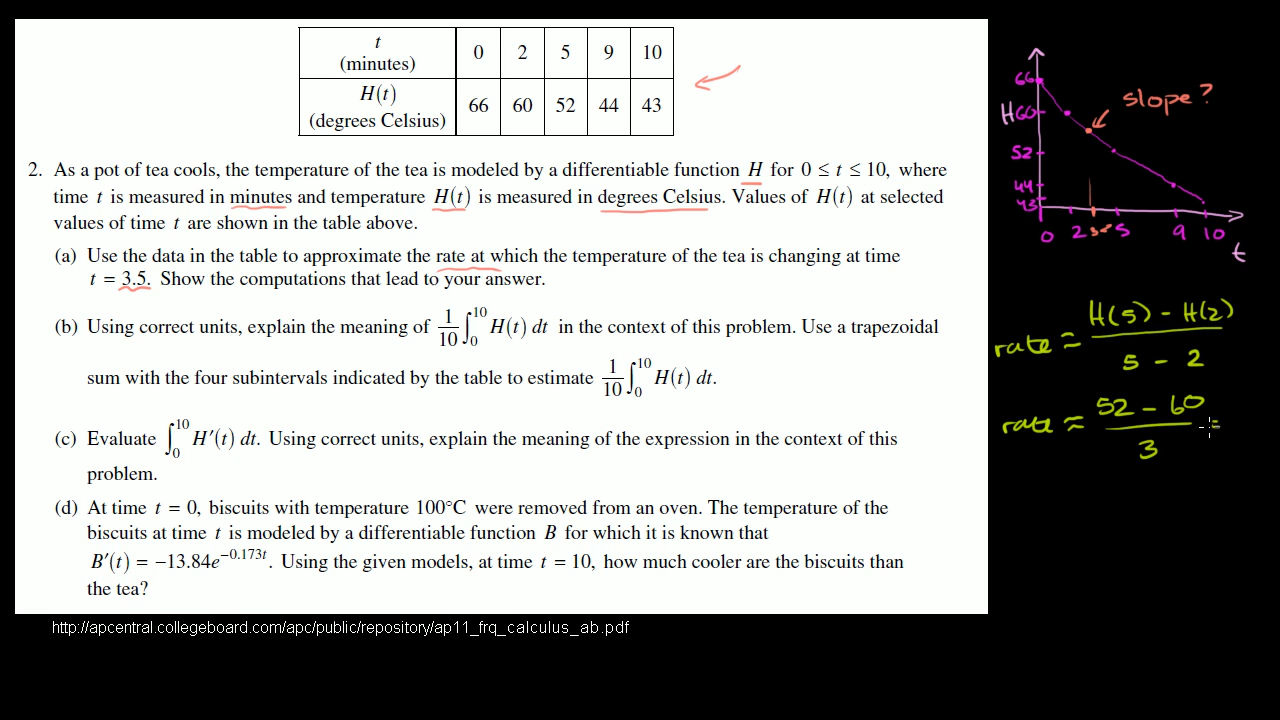 t (minutes) 0 2 5 9 10
H(t) (degrees Celsius) 66 60 52 44 43
2. As a pot of tea cools, the temperature of the tea is modeled by a differentiable function H for 0 ≤ t ≤ 10, where
time t is measured in minutes and temperature H(t) is measured in degrees Celsius. Values of H(t) at selected
values of time t are shown in the table above.
(a) Use the data in the table to approximate the rate at which the temperature of the tea is changing at time
t = 3.5. Show the computations that lead to your answer.
(b) Using correct units, explain the meaning of 1/10 ∫₀¹⁰ H(t) dt in the context of this problem. Use a trapezoidal
sum with the four subintervals indicated by the table to estimate 1/10 ∫₀¹⁰ H(t) dt.
(c) Evaluate ∫₀¹⁰ H′(t) dt. Using correct units, explain the meaning of the expression in the context of this
problem.
(d) At time t = 0, biscuits with temperature 100°C were removed from an oven. The temperature of the
biscuits at time t is modeled by a differentiable function B for which it is known that
B′(t) = −13.84e^(−0.173t). Using the given models, at time t = 10, how much cooler are the biscuits than
the tea?
http://apcentral.collegeboard.com/apc/public/repository/ap11_frq_calculus_ab.pdf
66
slope?
H 60
52
44
43
0 2 3.5 5 9 10
t
rate ≈ H(5) - H(2) / 5 - 2
rate ≈ 52 - 60 / 3 =